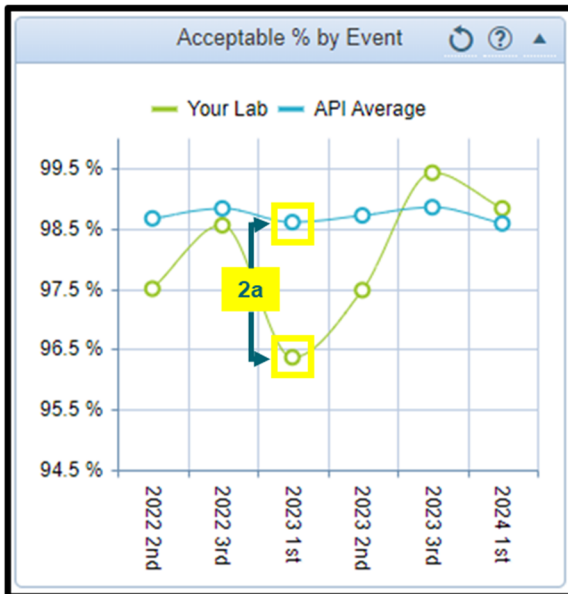 Acceptable % by Event
Your Lab API Average
99.5 %
98.5 %
97.5 %
96.5 %
95.5 %
94.5 %
2a
2022 2nd
2022 3rd
2023 1st
2023 2nd
2023 3rd
2024 1st